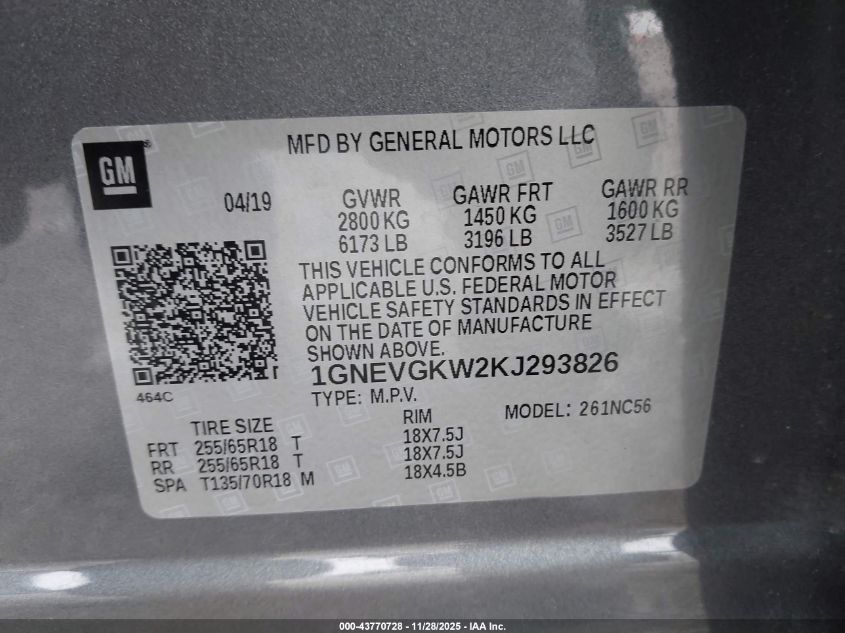 MFD BY GENERAL MOTORS LLC
GM
04/19
GVWR GAWR FRT GAWR RR
2800 KG 1450 KG 1600 KG
6173 LB 3196 LB 3527 LB
THIS VEHICLE CONFORMS TO ALL
APPLICABLE U.S. FEDERAL MOTOR
VEHICLE SAFETY STANDARDS IN EFFECT
ON THE DATE OF MANUFACTURE
SHOWN ABOVE.
1GNEVGKW2KJ293826
464C
TYPE: M.P.V.
MODEL: 261NC56
TIRE SIZE RIM
FRT 255/65R18 T 18X7.5J
RR 255/65R18 T 18X7.5J
SPA T135/70R18 M 18X4.5B
000-43770728 - 11/28/2025 - IAA Inc.